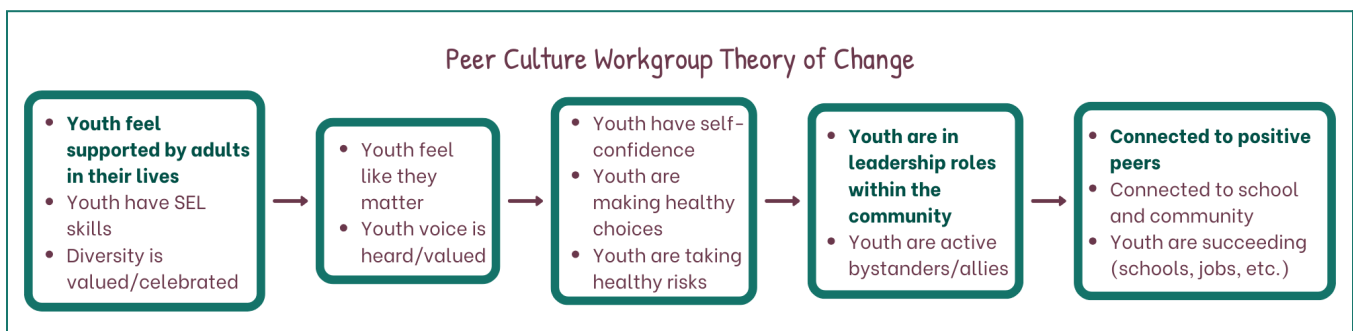 Peer Culture Workgroup Theory of Change
• Youth feel
supported by adults
in their lives
• Youth have SEL
skills
• Diversity is
valued/celebrated
• Youth feel
like they
matter
• Youth voice is
heard/valued
• Youth have self-
confidence
• Youth are
making healthy
choices
• Youth are taking
healthy risks
• Youth are in
leadership roles
within the
community
• Youth are active
bystanders/allies
• Connected to positive
peers
• Connected to school
and community
• Youth are succeeding
(schools, jobs, etc.)